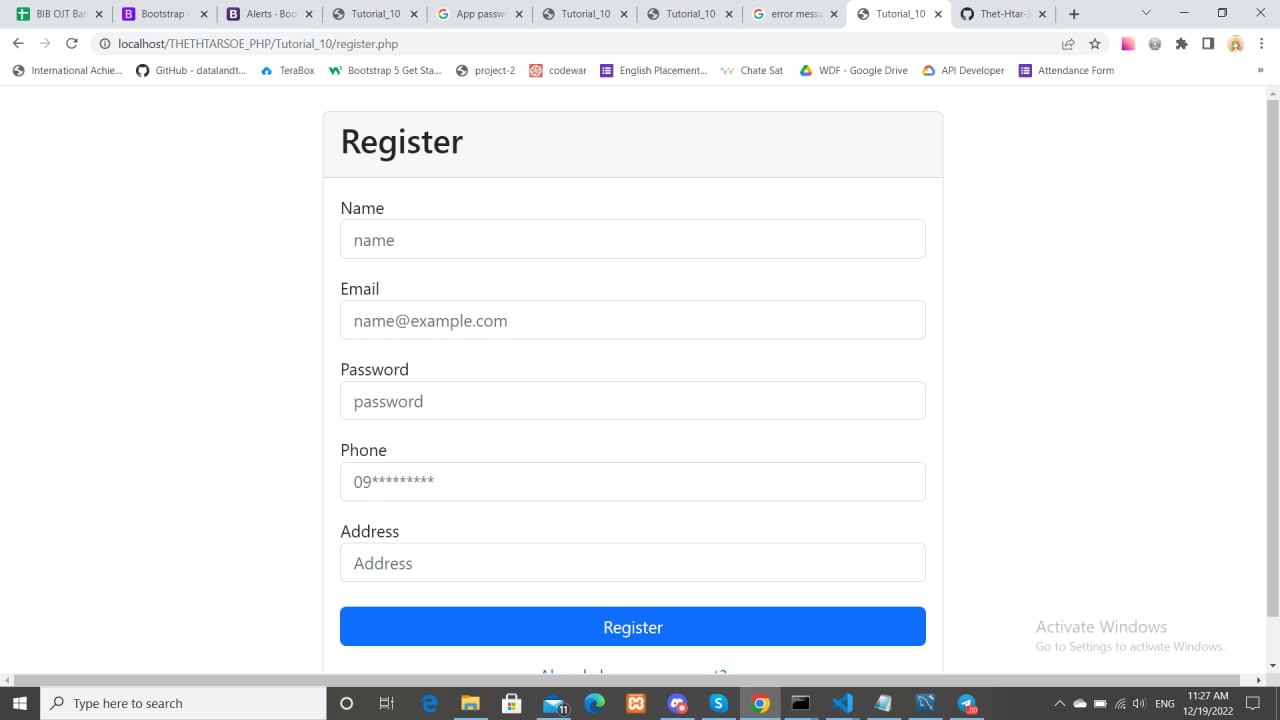 BIB OJT Bat
Bootstrap ·
Alerts · Boo
Tutorial_10
App passw
Tutorial_10
Tutorial_10
error messa
Tutorial_10
Thet-Htar-S
localhost/THETHTARSOE_PHP/Tutorial_10/register.php
International Achie...
GitHub - datalandt...
TeraBox
Bootstrap 5 Get Sta...
project-2
codewar
English Placement...
Chate Sat
WDF - Google Drive
API Developer
Attendance Form
»
Register
Name
name
Email
name@example.com
Password
password
Phone
09*********
Address
Address
Register
Activate Windows
Go to Settings to activate Windows.
Type here to search
11
.00
ENG
11:27 AM
12/19/2022